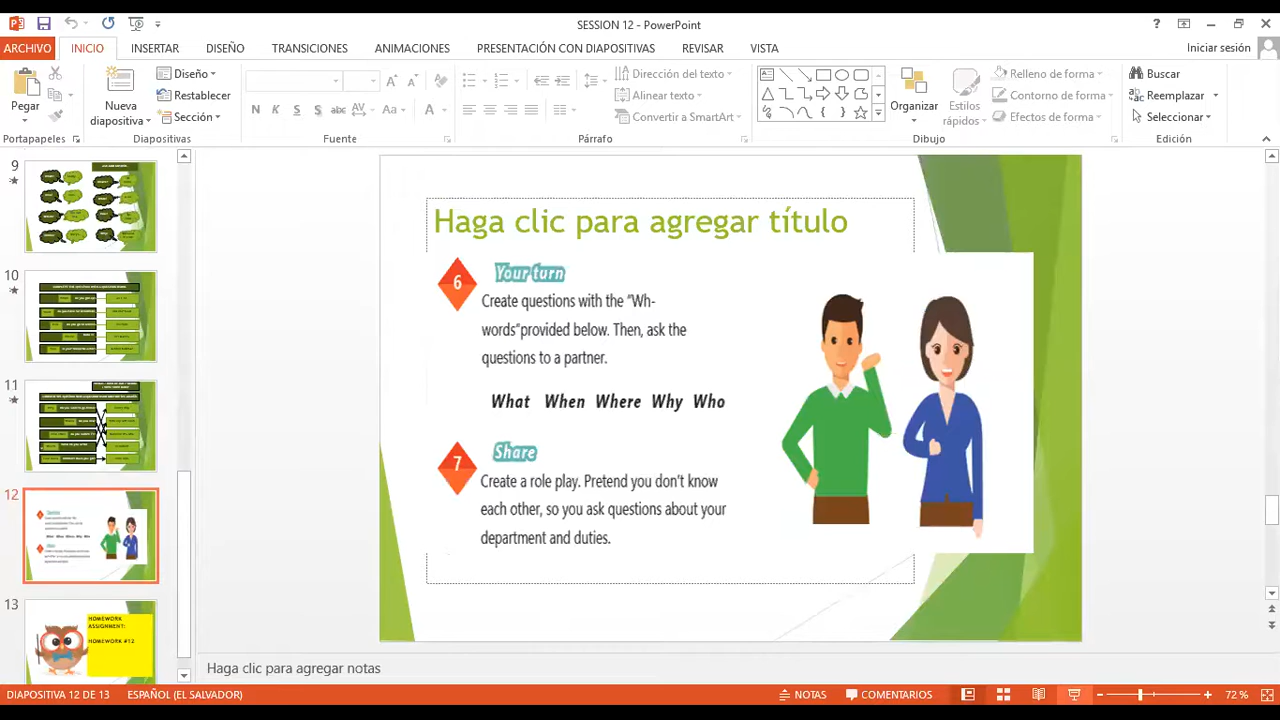 SESSION 12 - PowerPoint
ARCHIVO INICIO INSERTAR DISEÑO TRANSICIONES ANIMACIONES PRESENTACIÓN CON DIAPOSITIVAS REVISAR VISTA Iniciar sesión
Pegar
Nueva diapositiva
Diseño
Restablecer
Sección
Dirección del texto
Alinear texto
Convertir a SmartArt
Organizar
Estilos rápidos
Relleno de forma
Contorno de forma
Efectos de forma
Buscar
Reemplazar
Seleccionar
Portapapeles Diapositivas Fuente Párrafo Dibujo Edición
9
10
11
12
13
HOMEWORK
ASSIGNMENT:
HOMEWORK #12
Haga clic para agregar título
6 Your turn
Create questions with the "Wh-
words"provided below. Then, ask the
questions to a partner.
What When Where Why Who
7 Share
Create a role play. Pretend you don't know
each other, so you ask questions about your
department and duties.
Haga clic para agregar notas
DIAPOSITIVA 12 DE 13 ESPAÑOL (EL SALVADOR) NOTAS COMENTARIOS 72 %